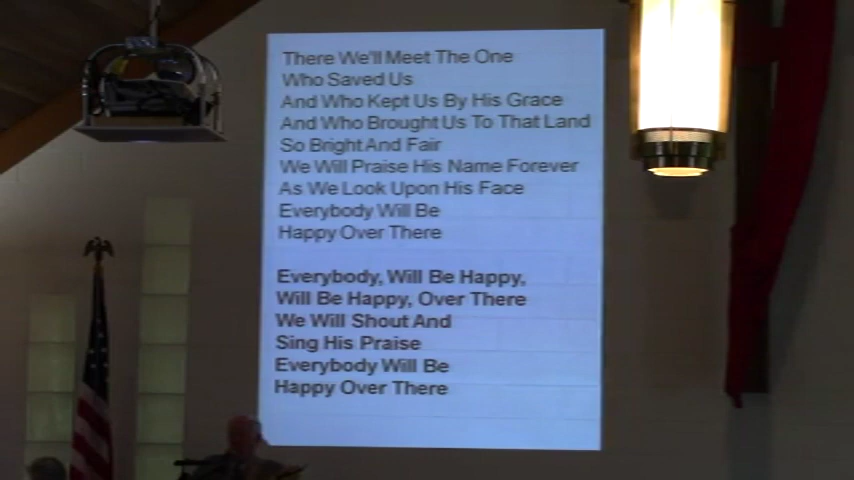 There We'll Meet The One
Who Saved Us
And Who Kept Us By His Grace
And Who Brought Us To That Land
So Bright And Fair
We Will Praise His Name Forever
As We Look Upon His Face
Everybody Will Be
Happy Over There
Everybody, Will Be Happy,
Will Be Happy, Over There
We Will Shout And
Sing His Praise
Everybody Will Be
Happy Over There